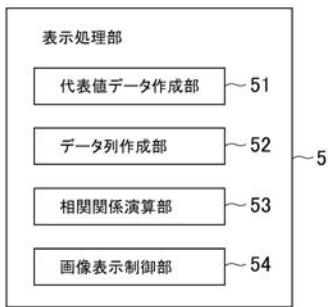 表示処理部
代表値データ作成部 51
データ列作成部 52
5
相関関係演算部 53
画像表示制御部 54